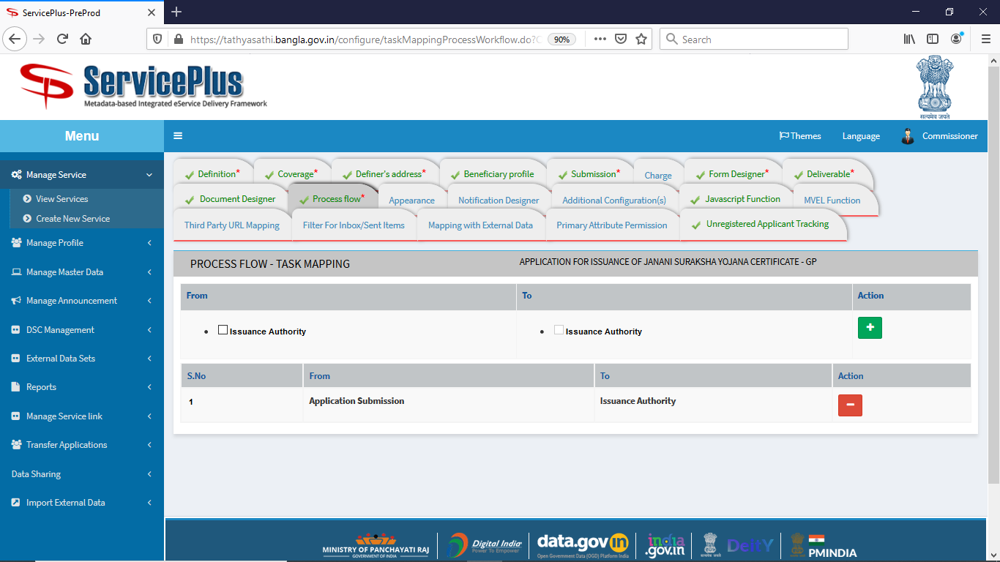 ServicePlus-PreProd
https://tathyasathi.bangla.gov.in/configure/taskMappingProcessWorkflow.do?
90%
Search
ServicePlus
Metadata-based Integrated eService Delivery Framework
सत्यमेव जयते
Menu
Themes
Language
Commissioner
Manage Service
View Services
Create New Service
Manage Profile
Manage Master Data
Manage Announcement
DSC Management
External Data Sets
Reports
Manage Service link
Transfer Applications
Data Sharing
Import External Data
Definition*
Coverage*
Definer's address*
Beneficiary profile
Submission*
Charge
Form Designer*
Deliverable*
Document Designer
Process flow*
Appearance
Notification Designer
Additional Configuration(s)
Javascript Function
MVEL Function
Third Party URL Mapping
Filter For Inbox/Sent Items
Mapping with External Data
Primary Attribute Permission
Unregistered Applicant Tracking
PROCESS FLOW - TASK MAPPING
APPLICATION FOR ISSUANCE OF JANANI SURAKSHA YOJANA CERTIFICATE - GP
From
To
Action
Issuance Authority
Issuance Authority
S.No
From
To
Action
1
Application Submission
Issuance Authority
MINISTRY OF PANCHAYATI RAJ
GOVERNMENT OF INDIA
Digital India
Power To Empower
data.gov in
Open Government Data (OGD) Platform India
india.gov.in
DeitY
PMINDIA